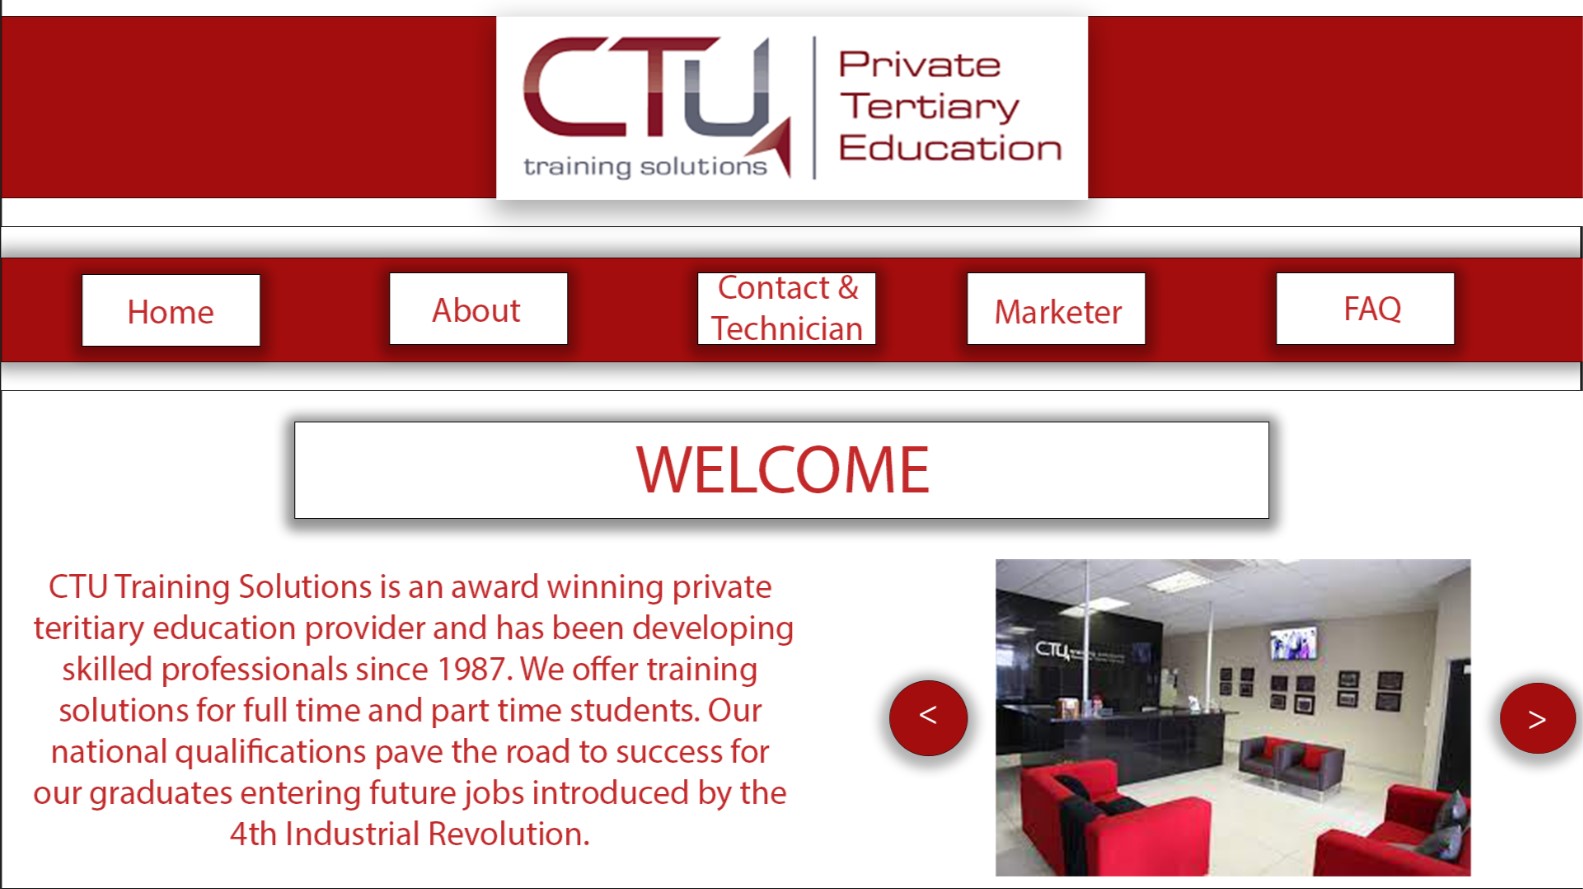 CTU
training solutions
Private
Tertiary
Education
Home
About
Contact &
Technician
Marketer
FAQ
WELCOME
CTU Training Solutions is an award winning private
teritiary education provider and has been developing
skilled professionals since 1987. We offer training
solutions for full time and part time students. Our
national qualifications pave the road to success for
our graduates entering future jobs introduced by the
4th Industrial Revolution.
<
CTU
>